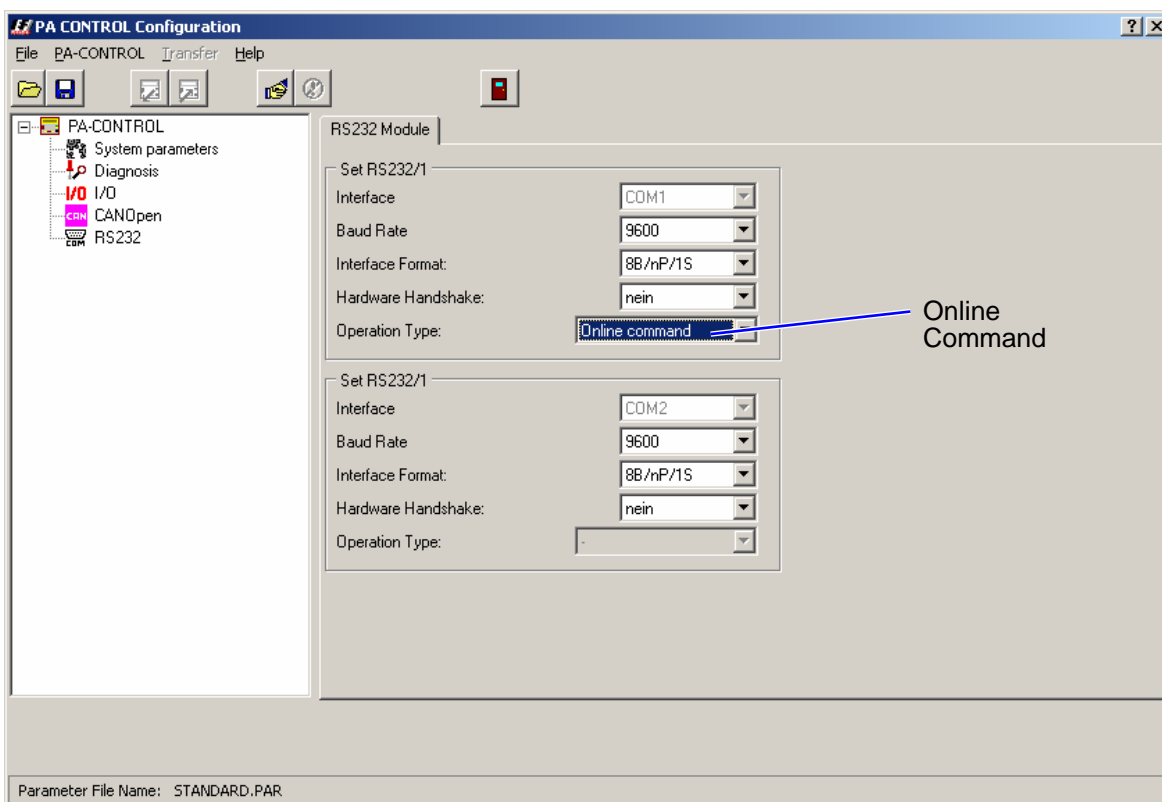 PA CONTROL Configuration
File PA-CONTROL Transfer Help
PA-CONTROL
System parameters
Diagnosis
I/O I/O
CAN CANOpen
COM RS232
RS232 Module
Set RS232/1
Interface COM1
Baud Rate 9600
Interface Format: 8B/nP/1S
Hardware Handshake: nein
Operation Type: Online command
Online
Command
Set RS232/1
Interface COM2
Baud Rate 9600
Interface Format: 8B/nP/1S
Hardware Handshake: nein
Operation Type: -
Parameter File Name: STANDARD.PAR